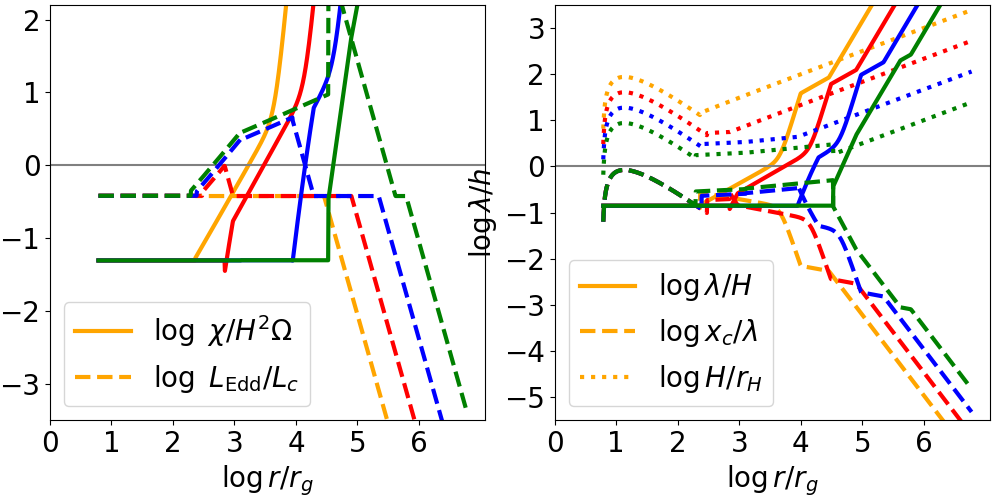 2
1
0
−1
−2
−3
0 1 2 3 4 5 6
log r/r_g
log χ/H²Ω
log L_Edd/L_c
log λ/h
3
2
1
0
−1
−2
−3
−4
−5
0 1 2 3 4 5 6
log r/r_g
log λ/H
log x_c/λ
log H/r_H